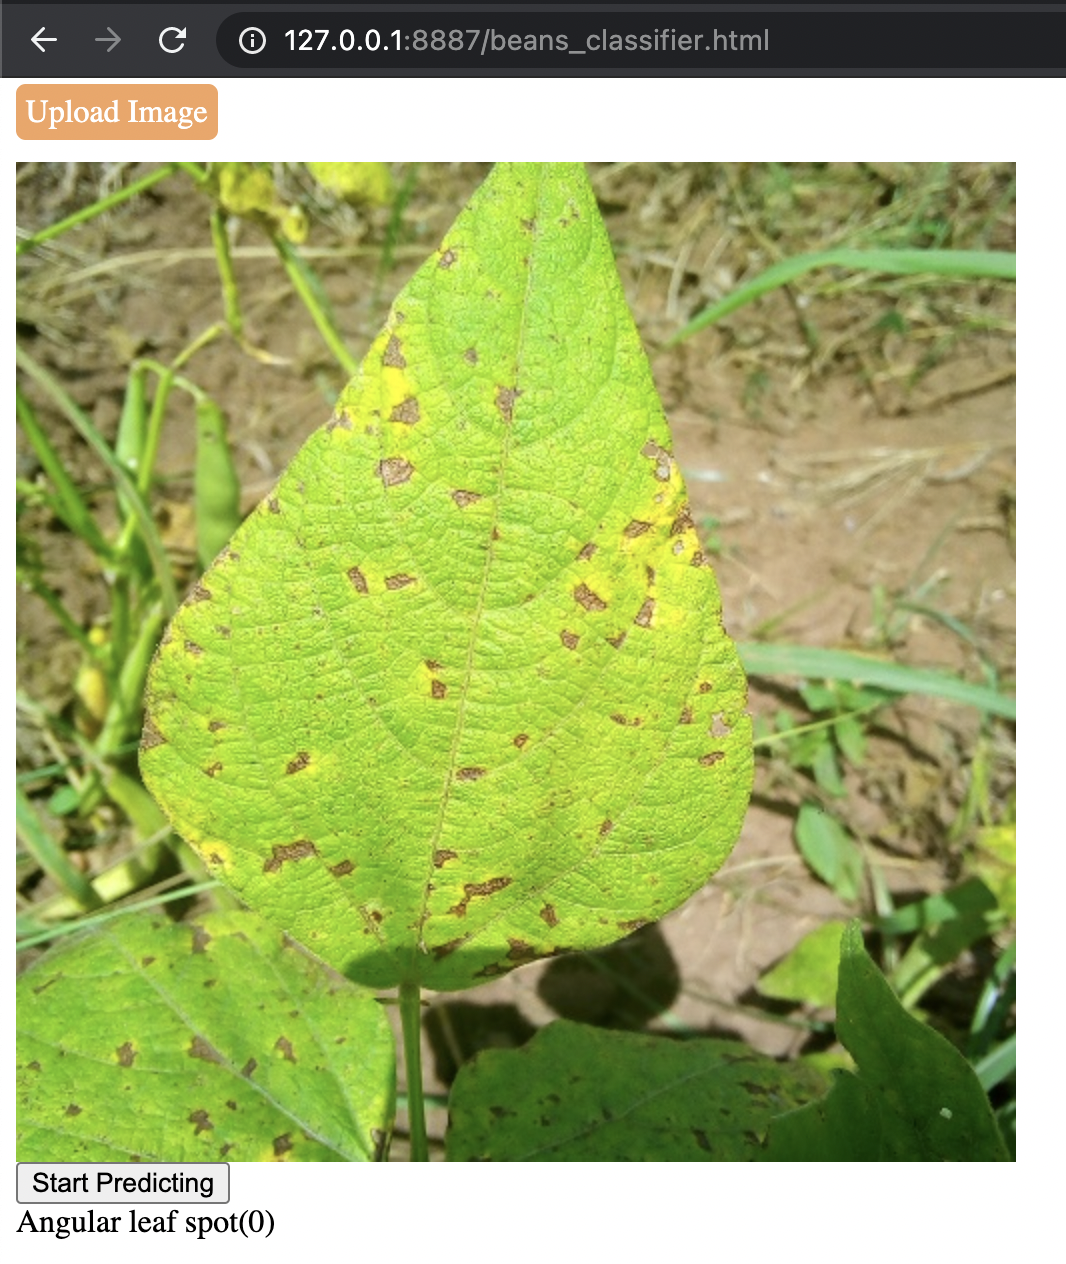 127.0.0.1:8887/beans_classifier.html
Upload Image
Start Predicting
Angular leaf spot(0)